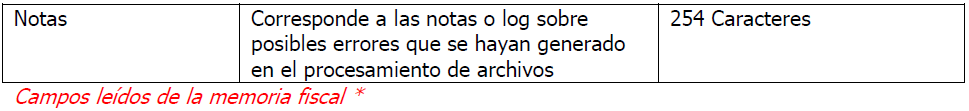 Notas
Corresponde a las notas o log sobre
posibles errores que se hayan generado
en el procesamiento de archivos
254 Caracteres
Campos leídos de la memoria fiscal *